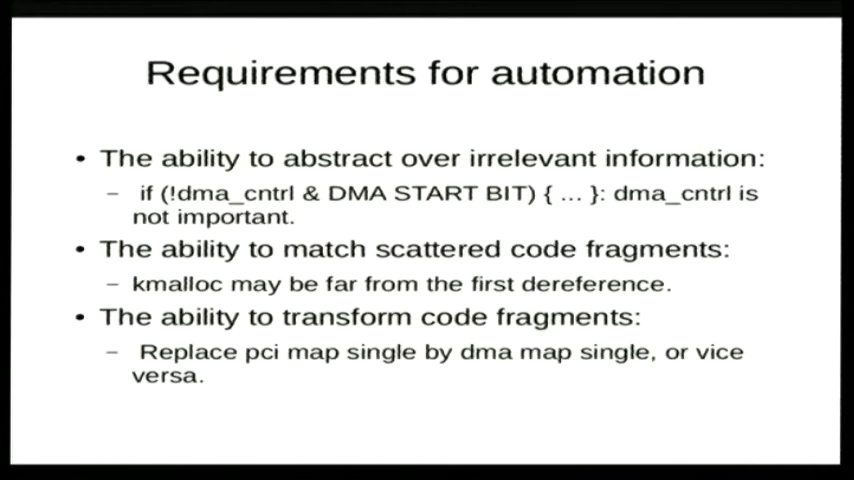 Requirements for automation
• The ability to abstract over irrelevant information:
– if (!dma_cntrl & DMA START BIT) { ... }: dma_cntrl is
not important.
• The ability to match scattered code fragments:
– kmalloc may be far from the first dereference.
• The ability to transform code fragments:
– Replace pci map single by dma map single, or vice
versa.